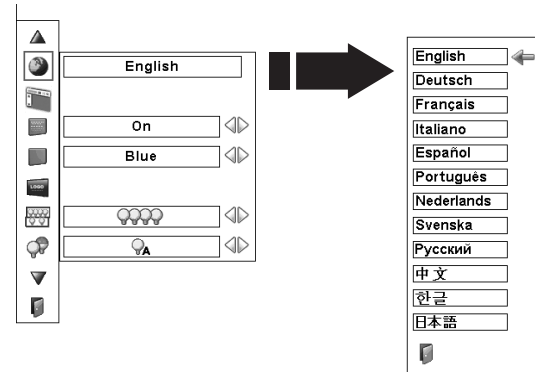 English
On
Blue
LOGO
A
English
Deutsch
Français
Italiano
Español
Português
Nederlands
Svenska
Русский
中文
한글
日本語